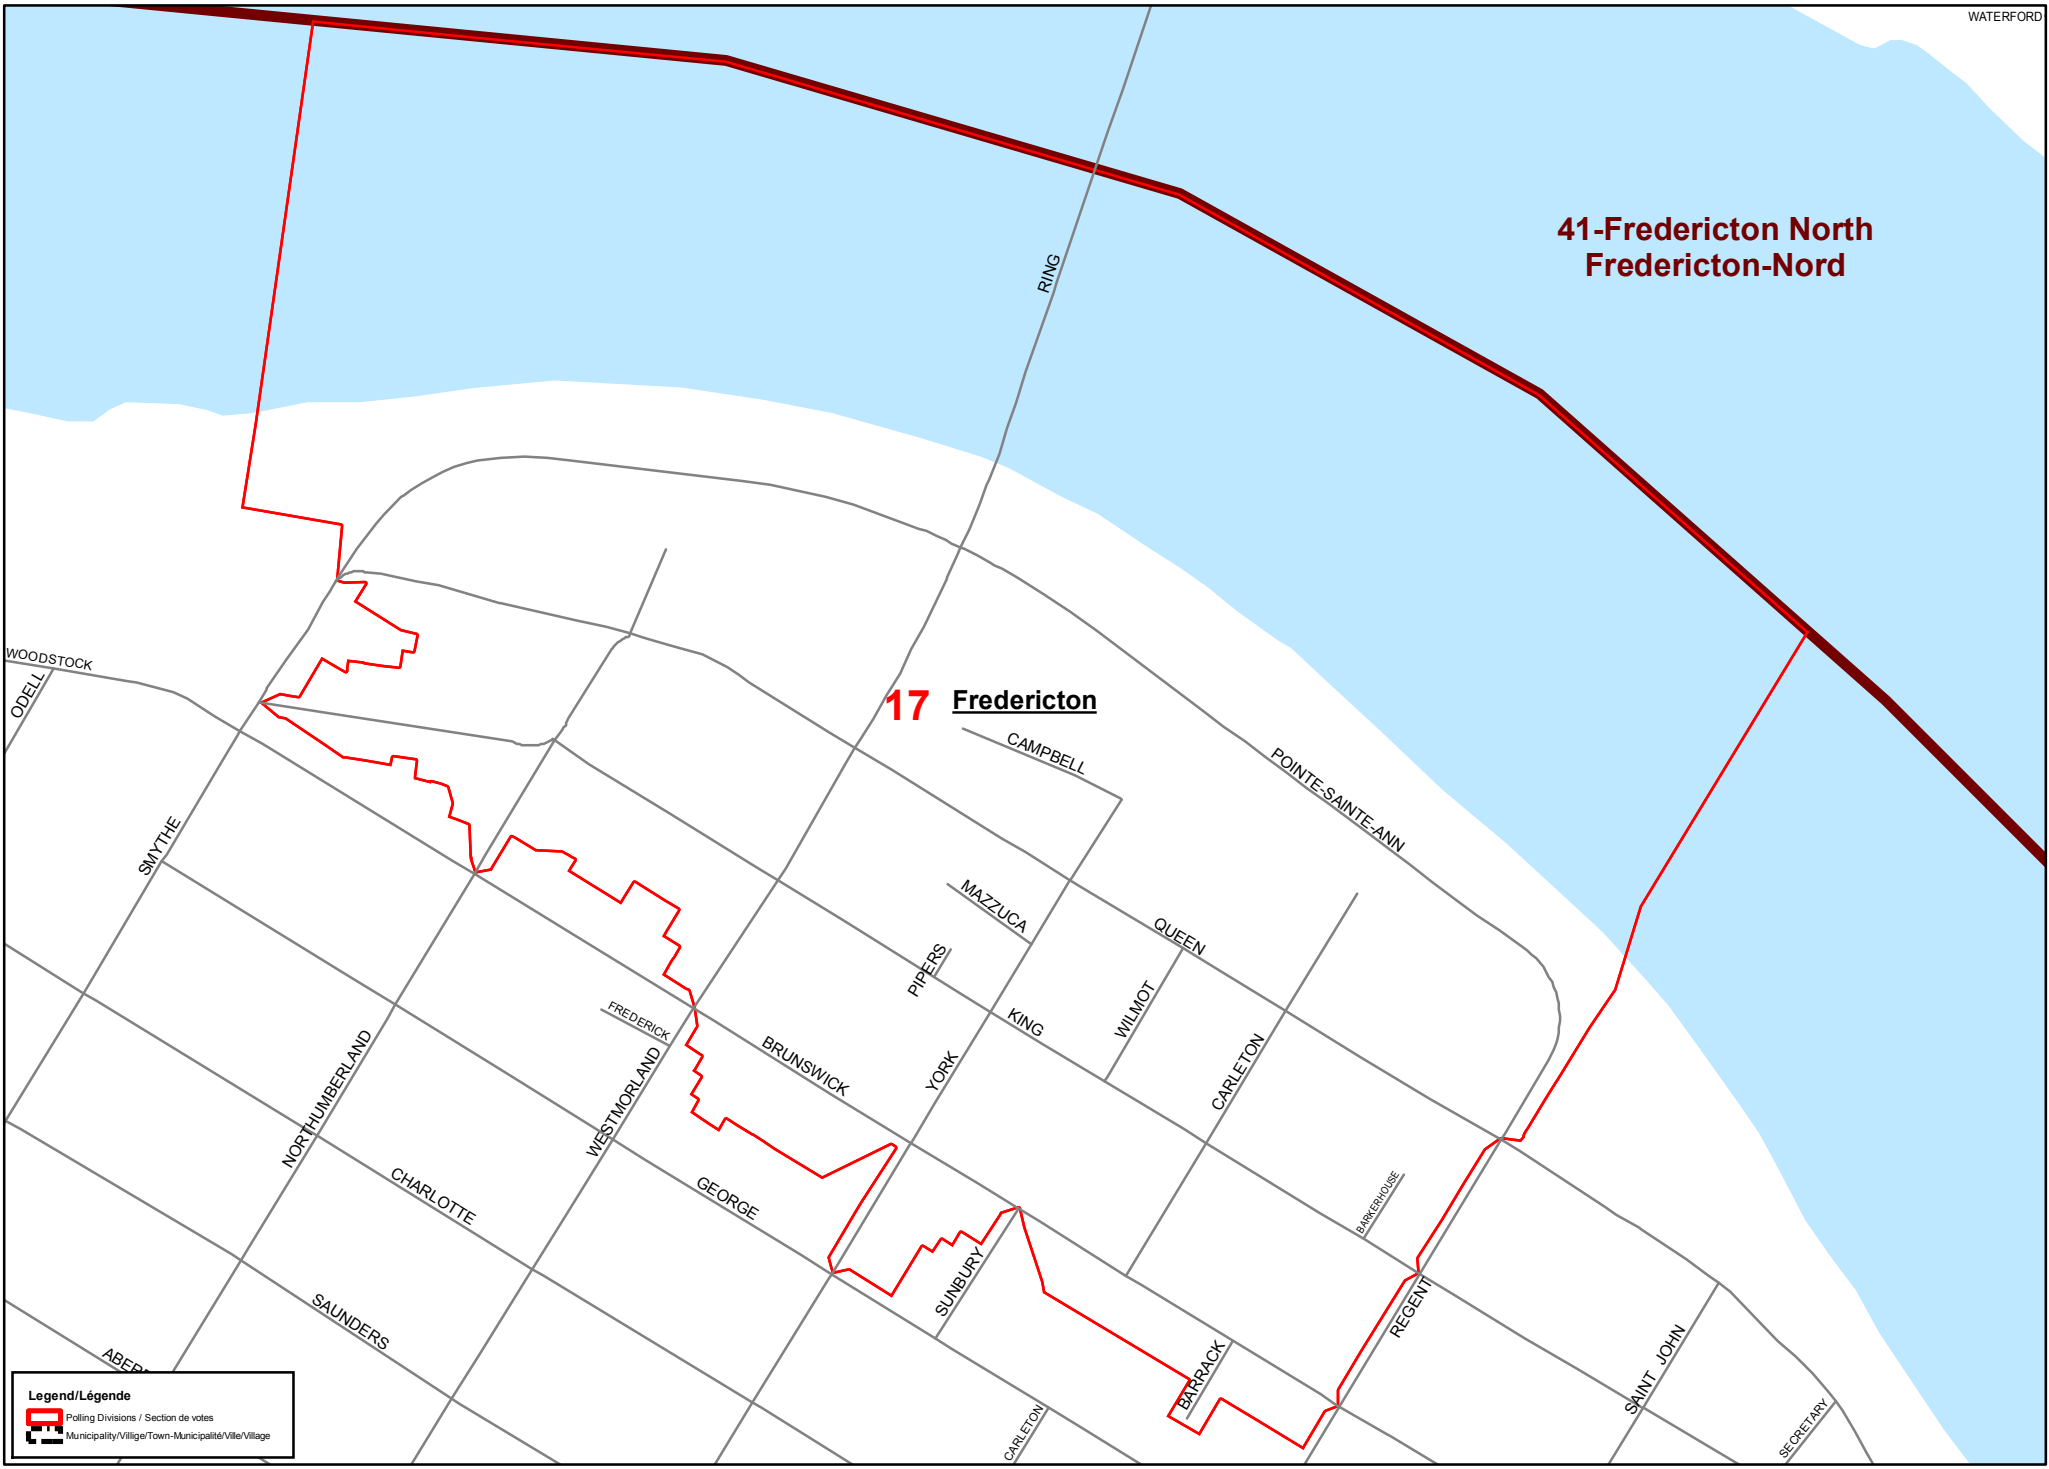 WATERFORD
41-Fredericton North
Fredericton-Nord
RING
WOODSTOCK
ODELL
17 Fredericton
CAMPBELL
POINTE-SAINTE-ANN
SMYTHE
MAZZUCA
QUEEN
PIPERS
WILMOT
FREDERICK
KING
BRUNSWICK
NORTHUMBERLAND
WESTMORLAND
YORK
CARLETON
CHARLOTTE
GEORGE
BARKERHOUSE
SUNBURY
REGENT
SAUNDERS
BARRACK
SAINT JOHN
CARLETON
SECRETARY
Legend/Légende
Polling Divisions / Section de votes
Municipality/Villige/Town-Municipalité/Ville/Village